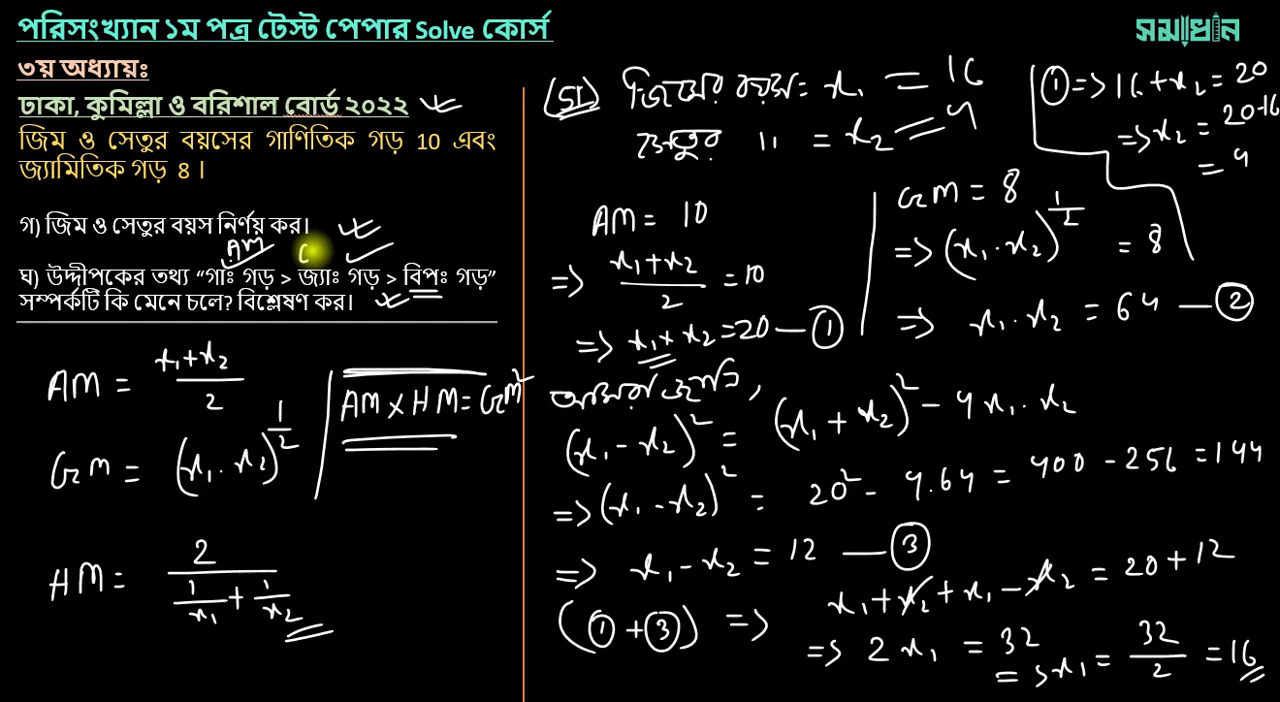 পরিসংখ্যান ১ম পত্র টেস্ট পেপার Solve কোর্স
সমাধান
৩য় অধ্যায়ঃ
ঢাকা, কুমিল্লা ও বরিশাল বোর্ড ২০২২
জিম ও সেতুর বয়সের গাণিতিক গড় 10 এবং
জ্যামিতিক গড় 8 ।
গ) জিম ও সেতুর বয়স নির্ণয় কর।
AM
ঘ) উদ্দীপকের তথ্য “গাঃ গড় > জ্যাঃ গড় > বিপঃ গড়”
সম্পর্কটি কি মেনে চলে? বিশ্লেষণ কর।
AM = x₁+x₂ / 2
GM = (x₁·x₂)^1/2
AM × HM = GM²
HM = 2 / (1/x₁ + 1/x₂)
(গ) জিমের বয়স = x₁ = 16
সেতুর 11 = x₂ = 4
① => 16 + x₂ = 20
=> x₂ = 20-16
= 4
AM = 10
=> x₁+x₂ / 2 = 10
=> x₁+x₂ = 20 — ①
GM = 8
=> (x₁·x₂)^1/2 = 8
=> x₁·x₂ = 64 — ②
আমরা জানি,
(x₁-x₂)² = (x₁+x₂)² - 4x₁·x₂
=> (x₁-x₂)² = 20² - 4.64 = 400 - 256 = 144
=> x₁-x₂ = 12 — ③
(① + ③) => x₁+x₂+x₁-x₂ = 20+12
=> 2x₁ = 32
=> x₁ = 32 / 2 = 16